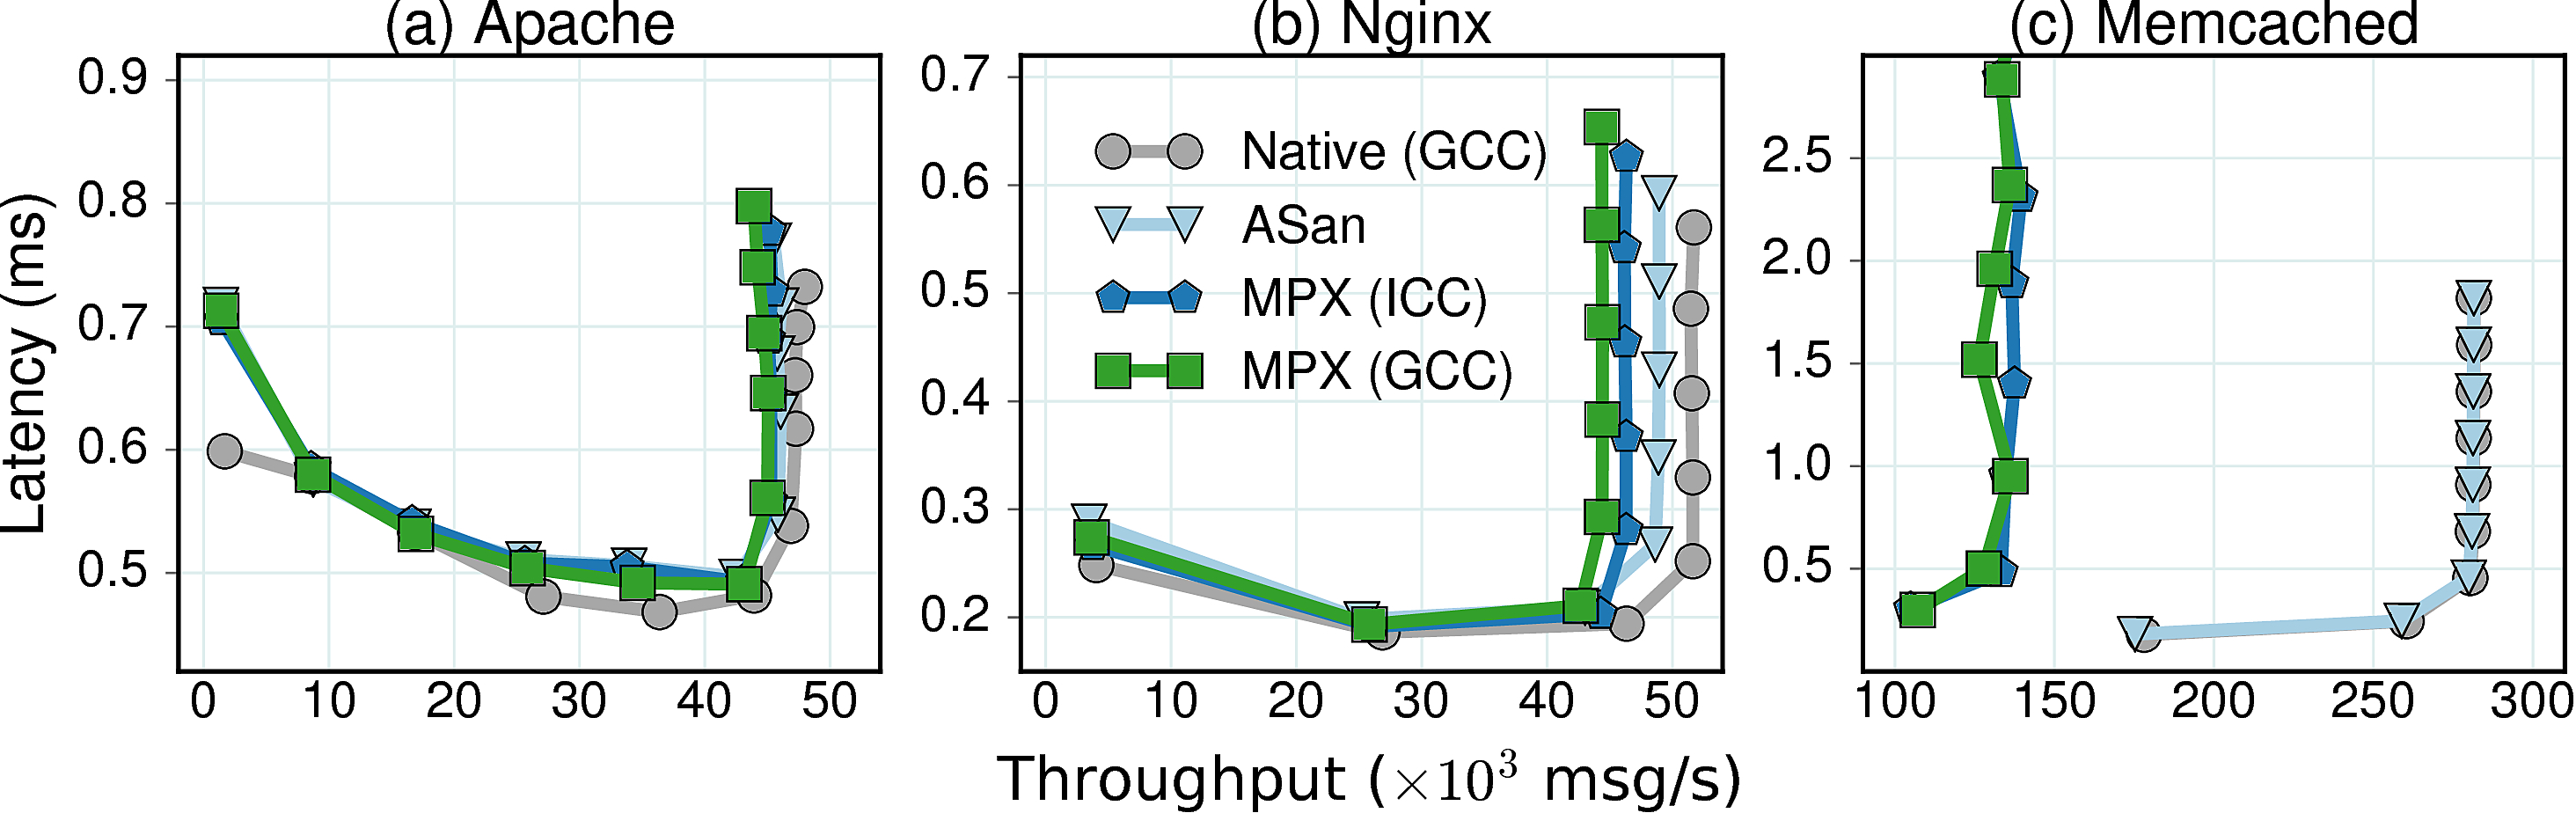 (a) Apache
(b) Nginx
(c) Memcached
Latency (ms)
0.9
0.8
0.7
0.6
0.5
0 10 20 30 40 50
0.7
0.6
0.5
0.4
0.3
0.2
0 10 20 30 40 50
Native (GCC)
ASan
MPX (ICC)
MPX (GCC)
2.5
2.0
1.5
1.0
0.5
100 150 200 250 300
Throughput (×10³ msg/s)